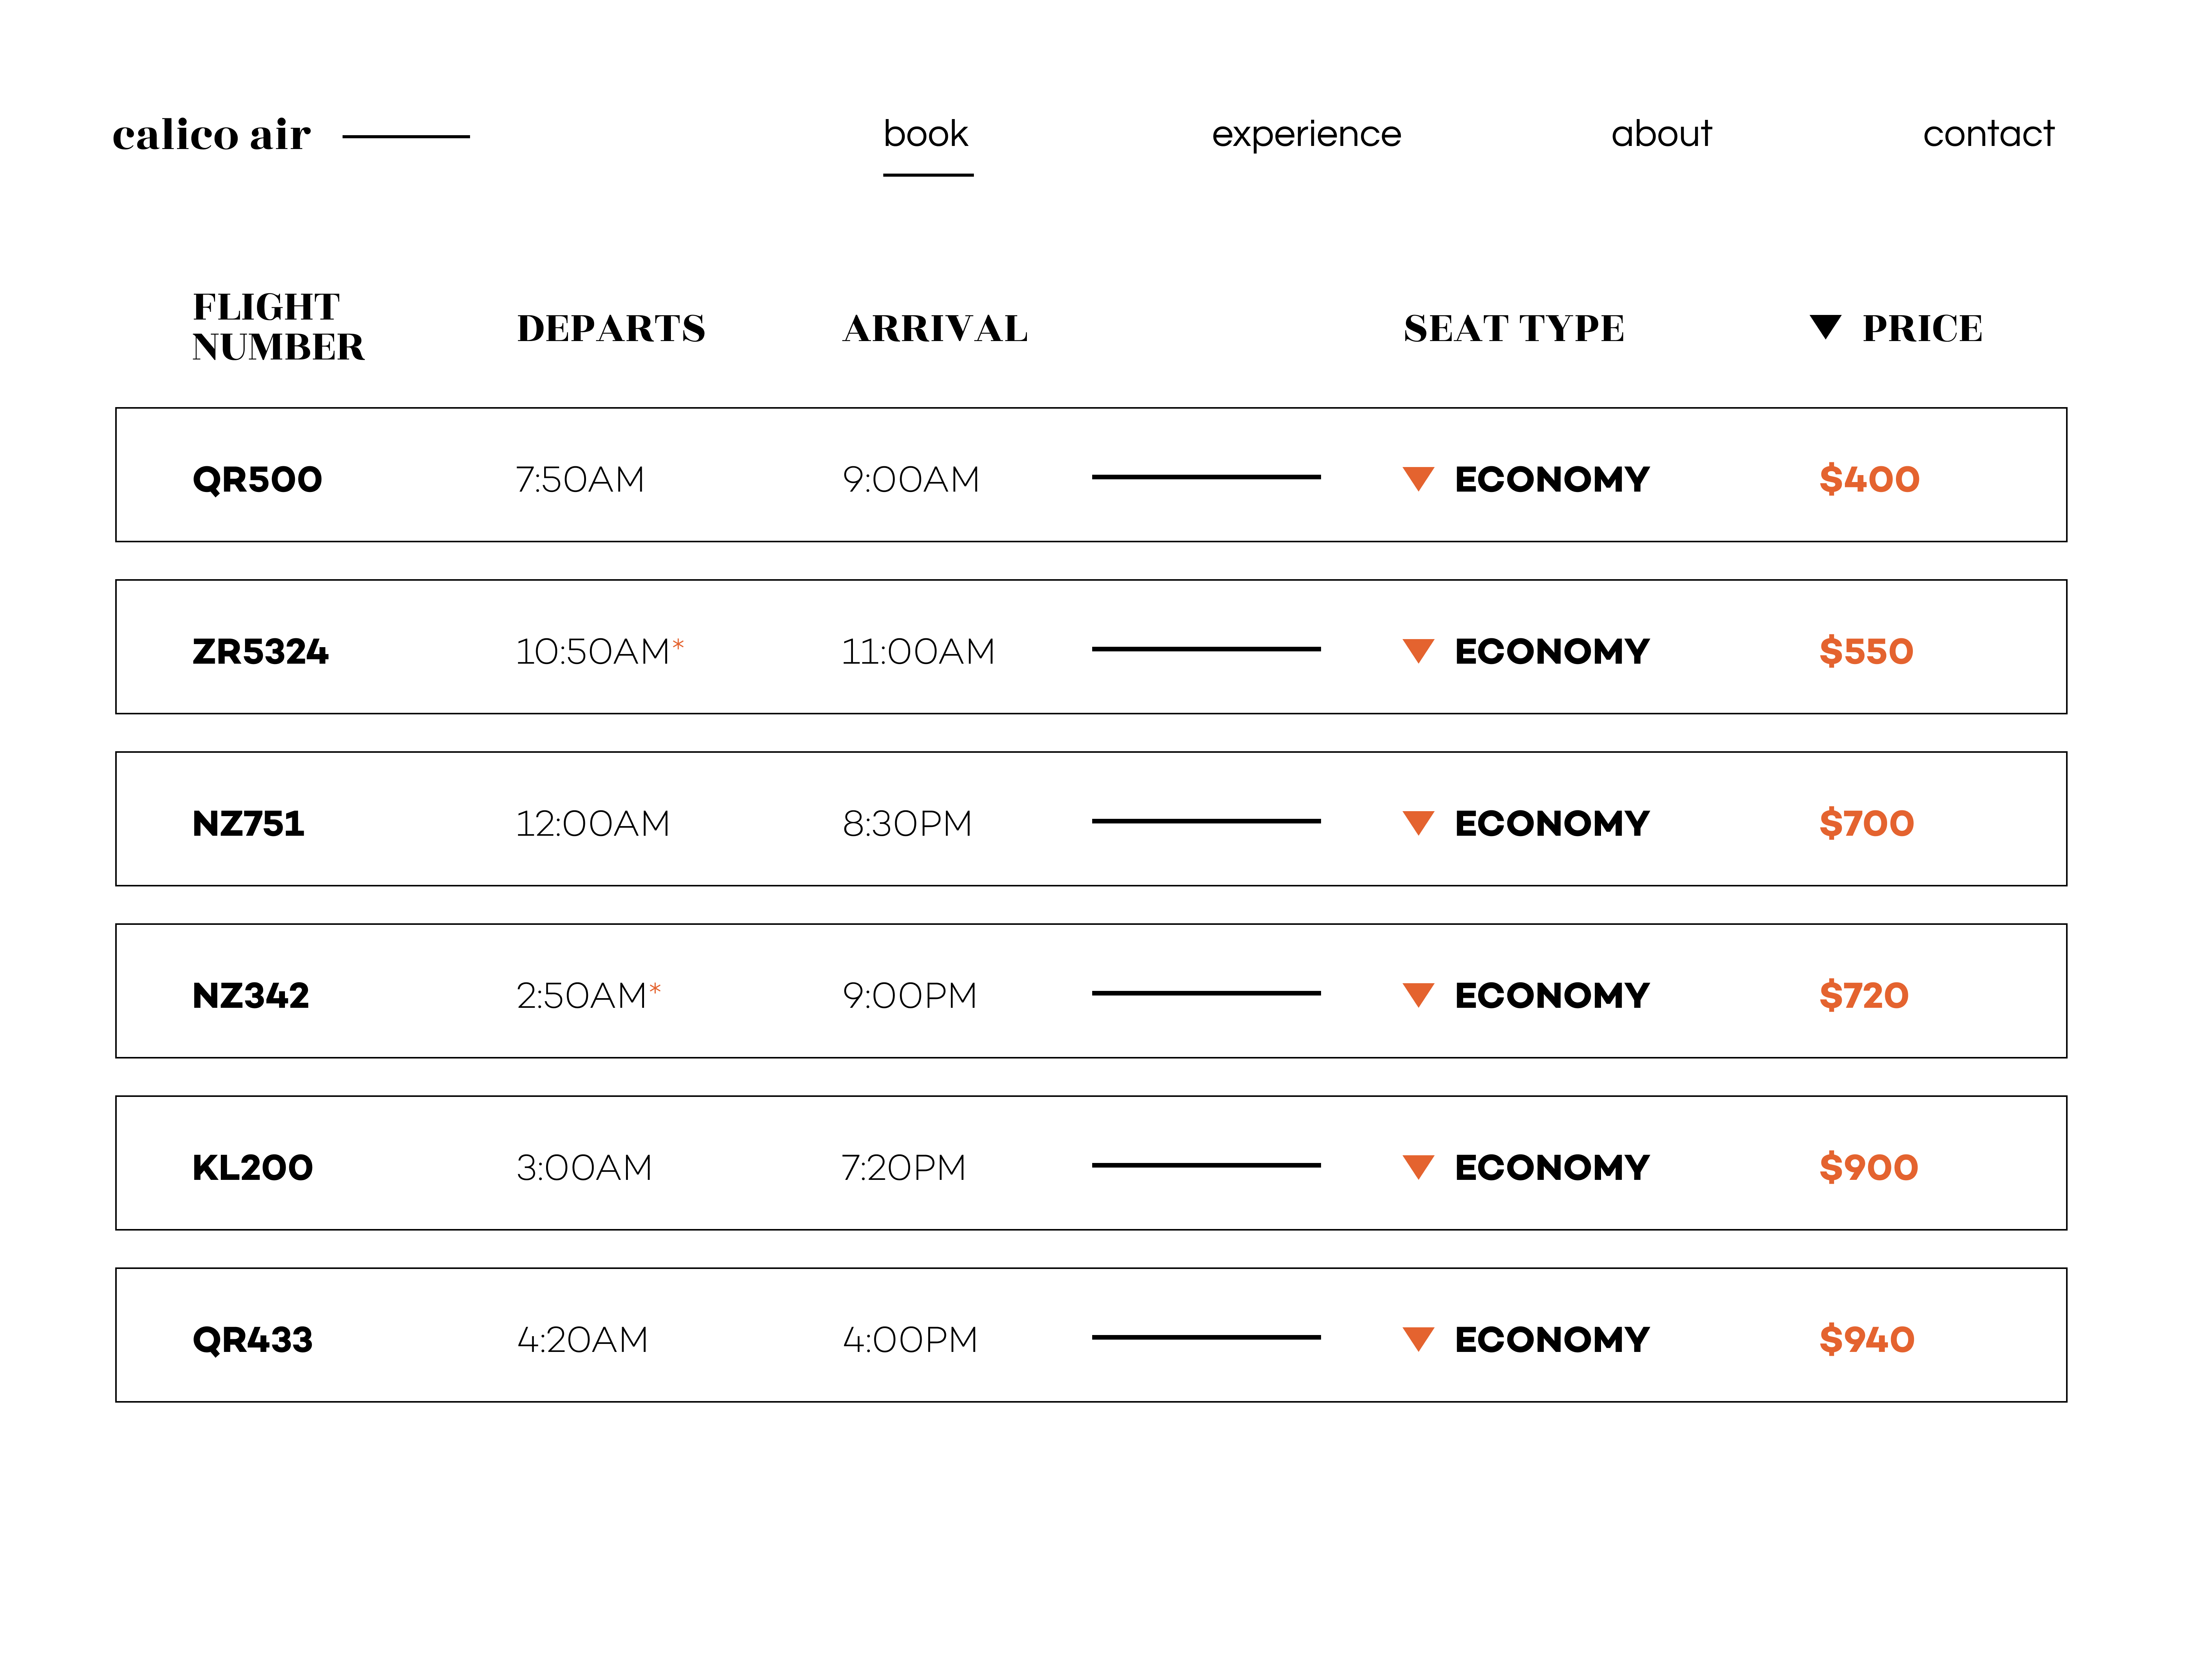 calico air
book experience about contact
FLIGHT
NUMBER
DEPARTS ARRIVAL SEAT TYPE PRICE
QR500 7:50AM 9:00AM ECONOMY $400
ZR5324 10:50AM* 11:00AM ECONOMY $550
NZ751 12:00AM 8:30PM ECONOMY $700
NZ342 2:50AM* 9:00PM ECONOMY $720
KL200 3:00AM 7:20PM ECONOMY $900
QR433 4:20AM 4:00PM ECONOMY $940